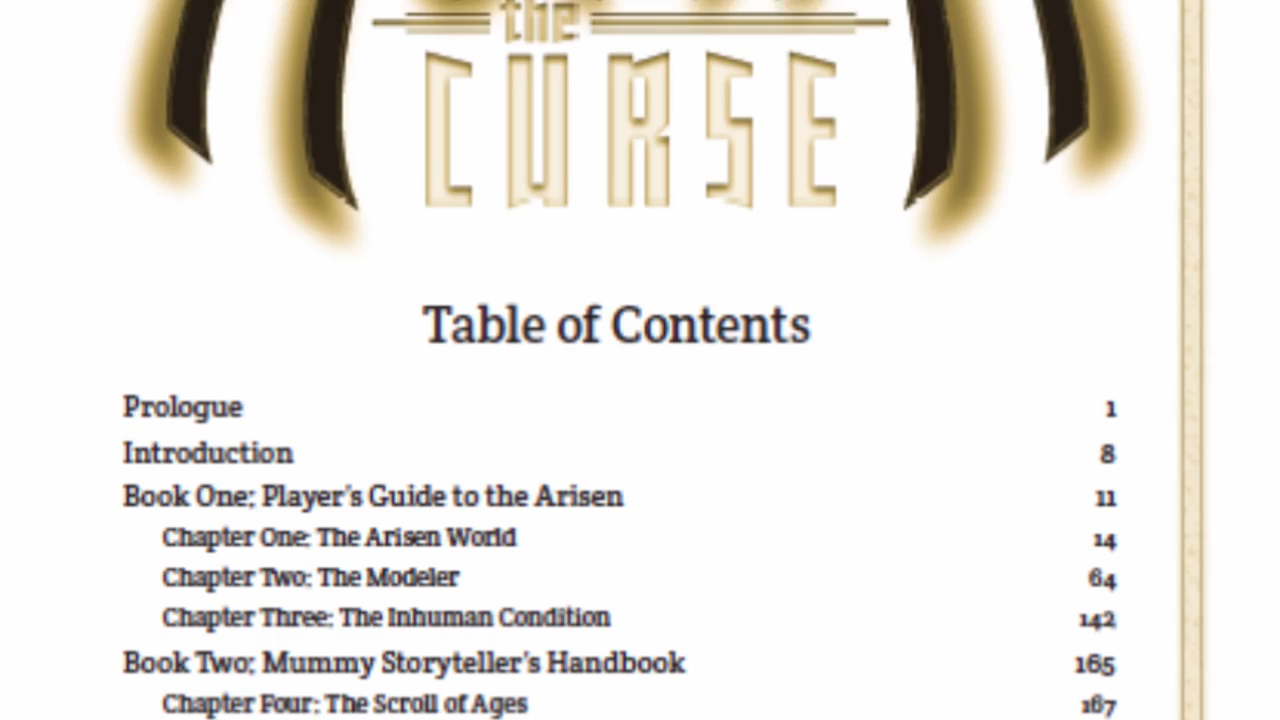 the
CURSE
Table of Contents
Prologue 1
Introduction 8
Book One: Player's Guide to the Arisen 11
Chapter One: The Arisen World 14
Chapter Two: The Modeler 64
Chapter Three: The Inhuman Condition 142
Book Two: Mummy Storyteller's Handbook 165
Chapter Four: The Scroll of Ages 167